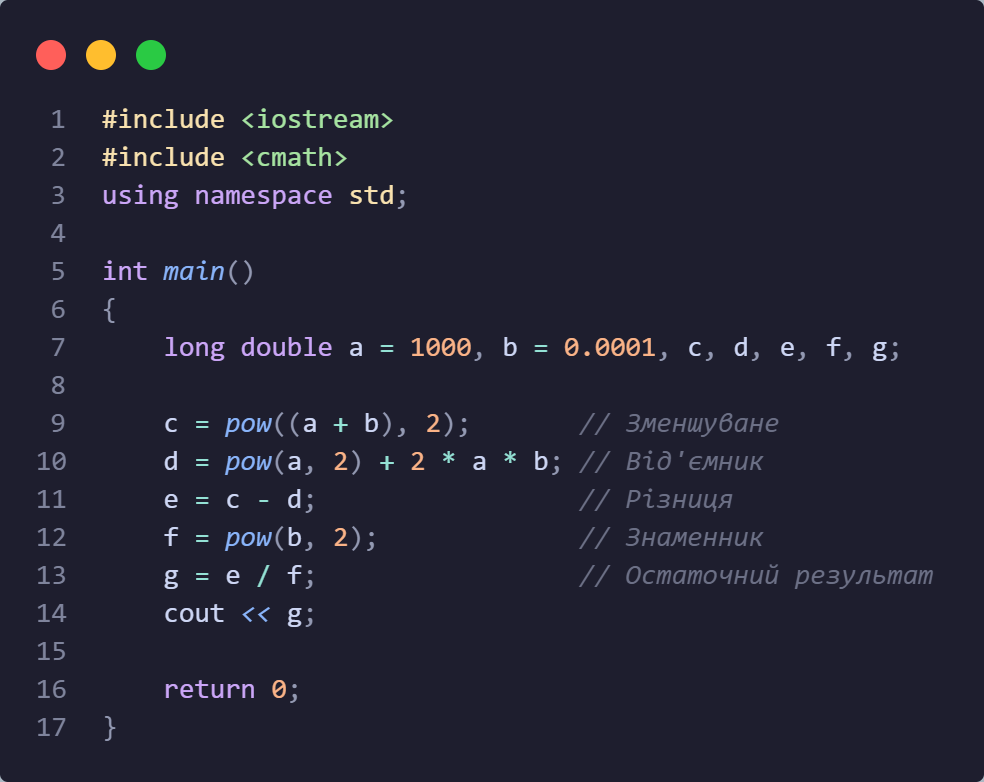 1 #include <iostream>
2 #include <cmath>
3 using namespace std;
4
5 int main()
6 {
7     long double a = 1000, b = 0.0001, c, d, e, f, g;
8
9     c = pow((a + b), 2);       // Зменшуване
10     d = pow(a, 2) + 2 * a * b; // Від'ємник
11     e = c - d;                 // Різниця
12     f = pow(b, 2);             // Знаменник
13     g = e / f;                 // Остаточний результат
14     cout << g;
15
16     return 0;
17 }